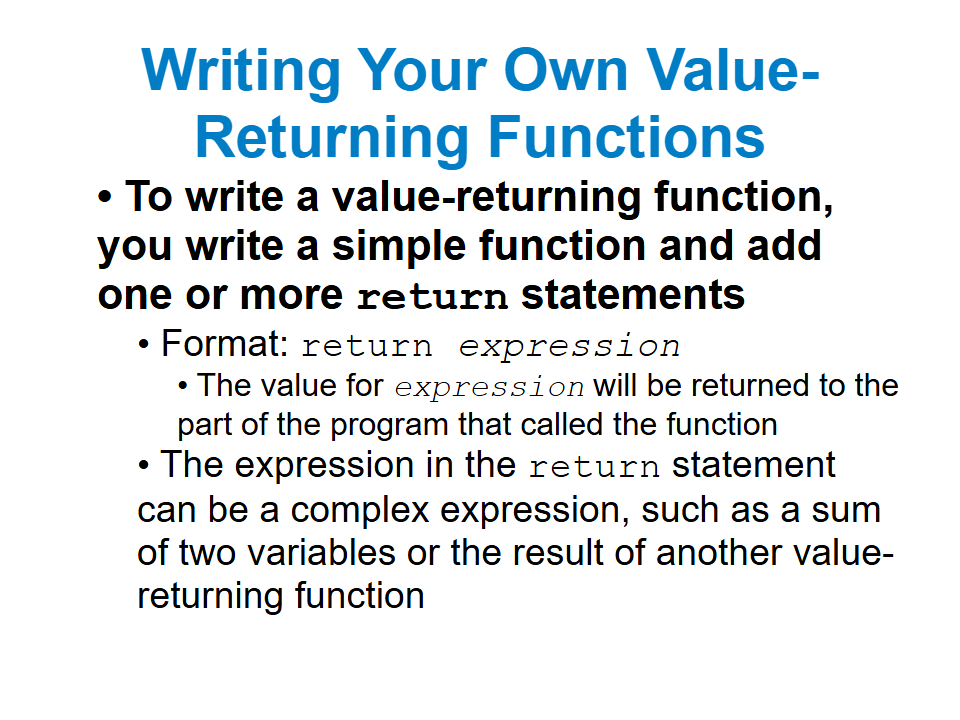 Writing Your Own Value-
Returning Functions
• To write a value-returning function,
you write a simple function and add
one or more return statements
• Format: return expression
• The value for expression will be returned to the
part of the program that called the function
• The expression in the return statement
can be a complex expression, such as a sum
of two variables or the result of another value-
returning function